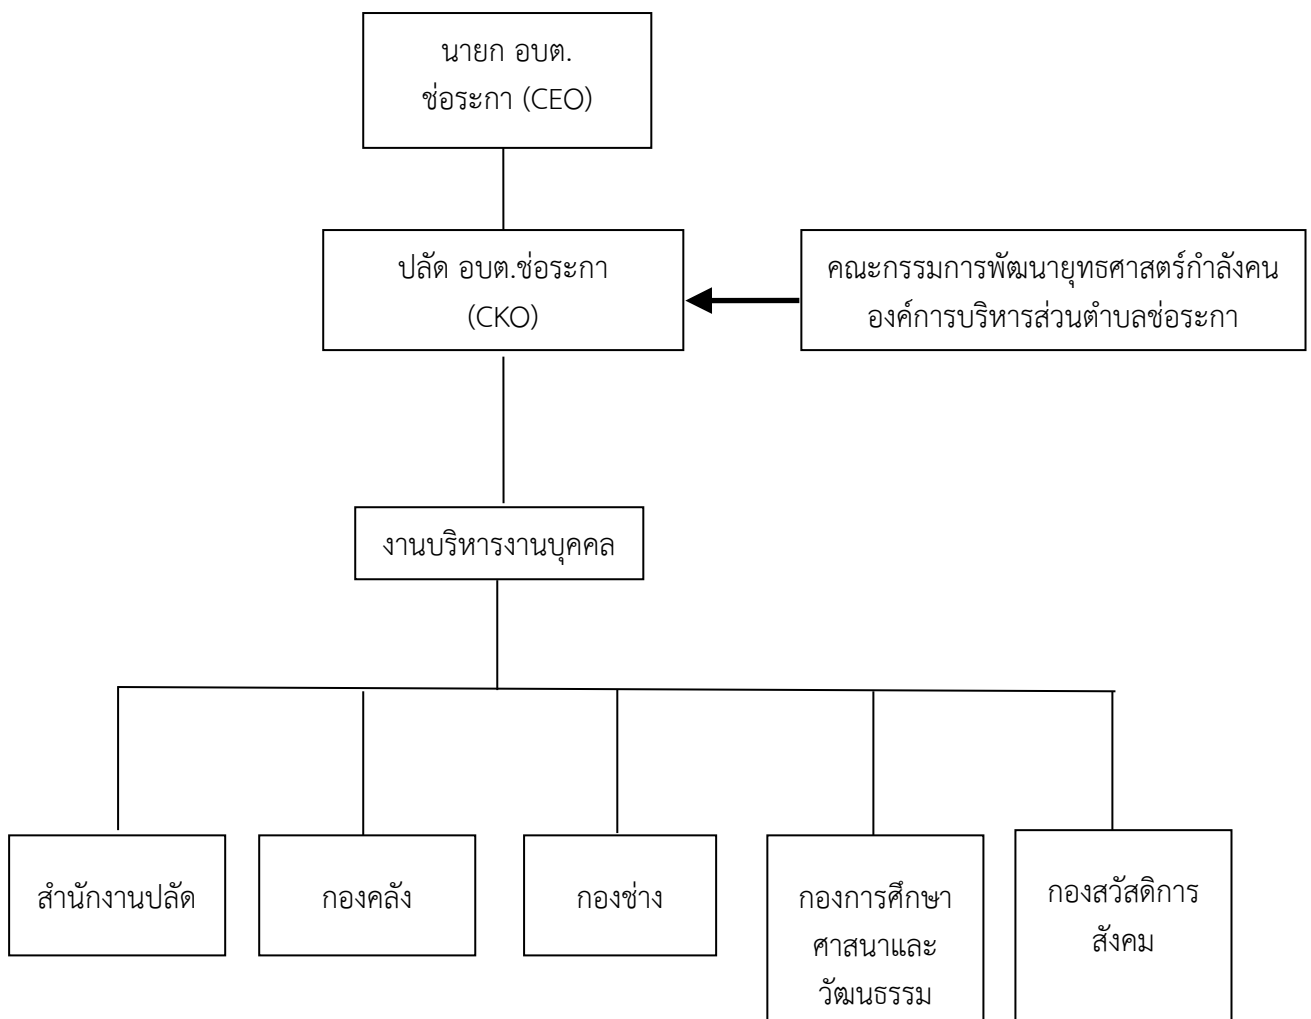 นายก อบต.
ช่อระกา (CEO)
ปลัด อบต.ช่อระกา
(CKO)
คณะกรรมการพัฒนายุทธศาสตร์กำลังคน
องค์การบริหารส่วนตำบลช่อระกา
งานบริหารงานบุคคล
สำนักงานปลัด
กองคลัง
กองช่าง
กองการศึกษา
ศาสนาและ
วัฒนธรรม
กองสวัสดิการ
สังคม